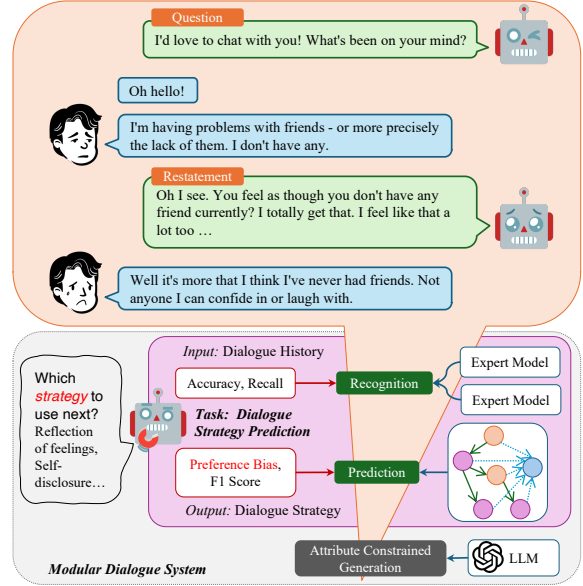 Question
I'd love to chat with you! What's been on your mind?
Oh hello!
I'm having problems with friends - or more precisely
the lack of them. I don't have any.
Restatement
Oh I see. You feel as though you don't have any
friend currently? I totally get that. I feel like that a
lot too …
Well it's more that I think I've never had friends. Not
anyone I can confide in or laugh with.
Which
strategy to
use next?
Reflection
of feelings,
Self-
disclosure…
Input: Dialogue History
Accuracy, Recall
Recognition
Expert Model
Expert Model
Task: Dialogue
Strategy Prediction
Preference Bias,
F1 Score
Prediction
Output: Dialogue Strategy
Attribute Constrained
Generation
LLM
Modular Dialogue System